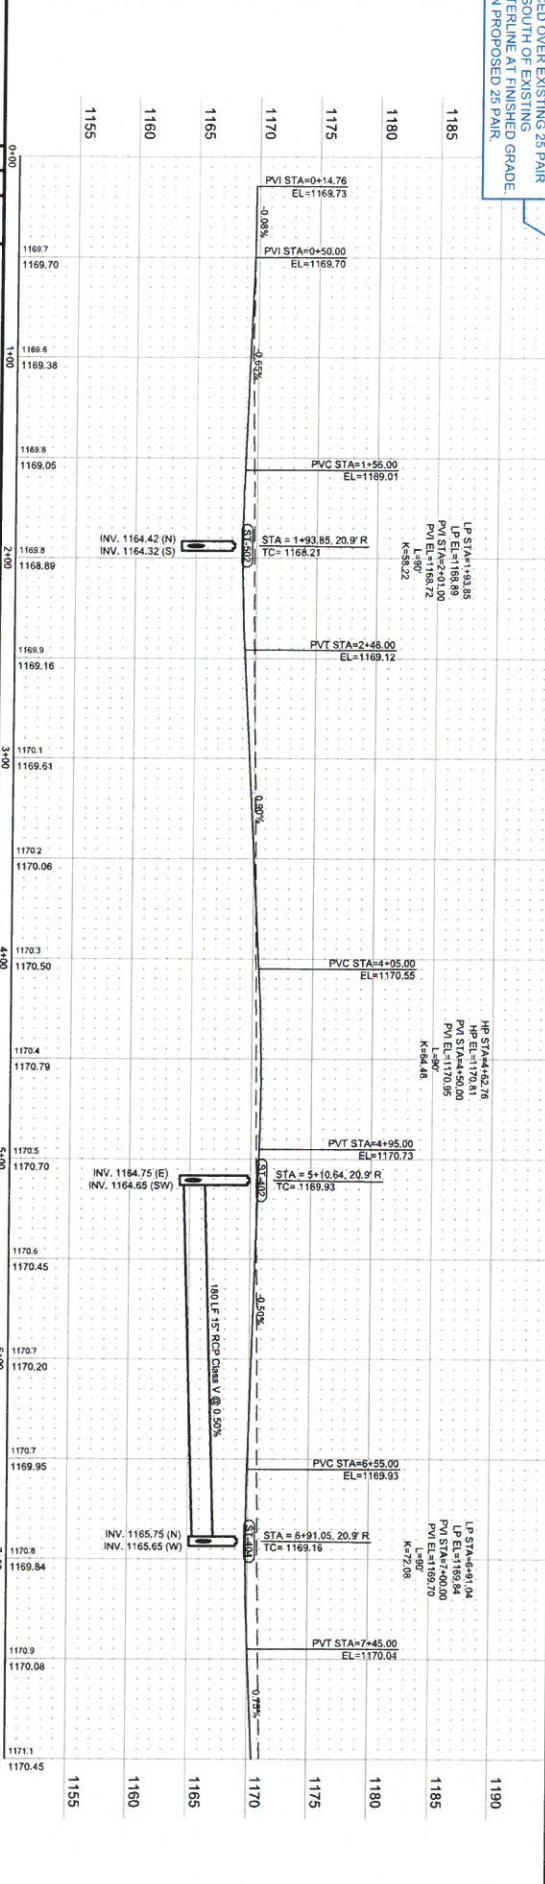 CED OVER EXISTING 25 PAIR
SOUTH OF EXISTING
TERLINE AT FINISHED GRADE.
N PROPOSED 25 PAIR.
1185
1180
1175
1170
1165
1160
1155
PVI STA=0+14.76
EL=1169.73
-0.08%
PVI STA=0+50.00
EL=1169.70
-0.65%
PVC STA=1+56.00
EL=1169.01
LP STA=1+93.85
LP EL=1168.89
PVI STA=2+01.00
PVI EL=1168.72
L=90'
K=58.22
ST-502
STA = 1+93.85, 20.9' R
TC= 1168.21
INV. 1164.42 (N)
INV. 1164.32 (S)
PVT STA=2+46.00
EL=1169.12
0.90%
PVC STA=4+05.00
EL=1170.55
HP STA=4+62.76
HP EL=1170.81
PVI STA=4+50.00
PVI EL=1170.95
L=90'
K=64.48
PVT STA=4+95.00
EL=1170.73
ST-402
STA = 5+10.64, 20.9' R
TC= 1169.93
INV. 1164.75 (E)
INV. 1164.65 (SW)
-0.50%
180 LF 15" RCP Class V @ 0.50%
PVC STA=6+55.00
EL=1169.93
LP STA=6+91.04
LP EL=1169.84
PVI STA=7+00.00
PVI EL=1169.70
L=90'
K=72.08
ST-404
STA = 6+91.05, 20.9' R
TC= 1169.16
INV. 1165.75 (N)
INV. 1165.65 (W)
PVT STA=7+45.00
EL=1170.04
0.75%
1190
1185
1180
1175
1170
1165
1160
1155
0+00
1169.7
1169.70
1169.6
1169.38
1+00
1169.8
1169.05
1169.8
1168.89
2+00
1169.9
1169.16
1170.1
1169.61
3+00
1170.2
1170.06
1170.3
1170.50
4+00
1170.4
1170.79
1170.5
1170.70
5+00
1170.6
1170.45
1170.7
1170.20
1170.7
1169.95
1170.8
1169.84
1170.9
1170.08
1171.1
1170.45